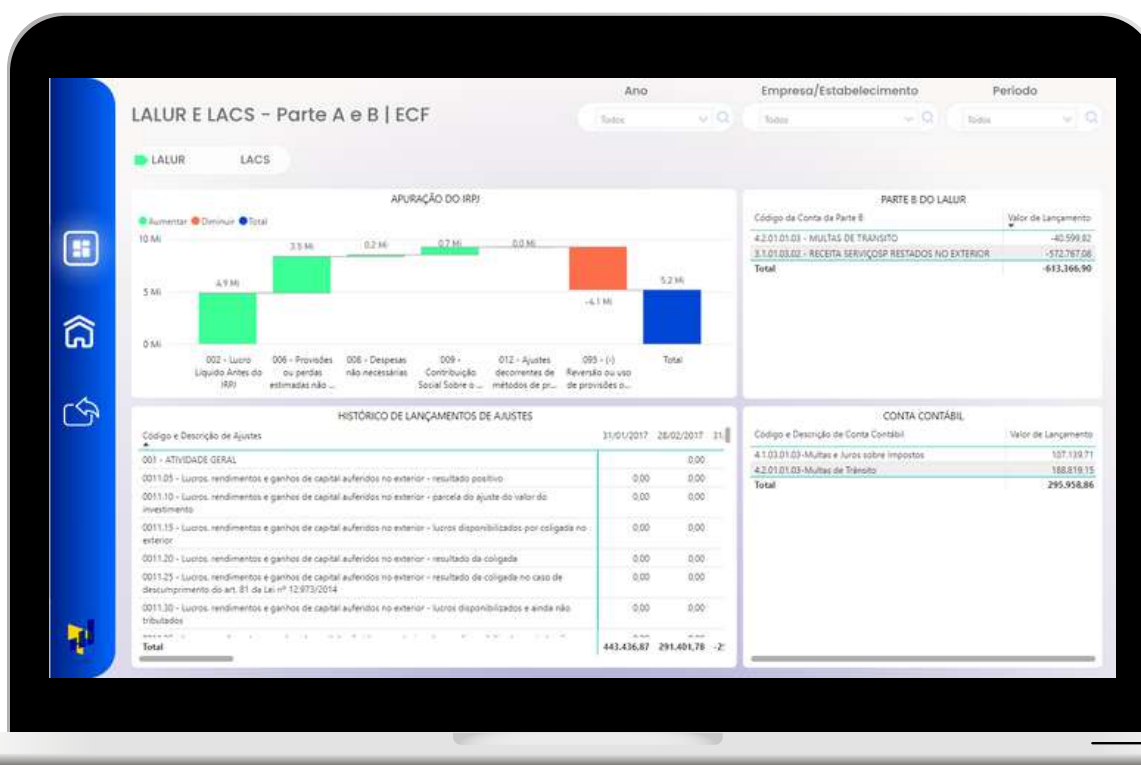 Ano
Empresa/Estabelecimento
Período
LALUR E LACS - Parte A e B | ECF
Todos
Todos
Todos
LALUR
LACS
APURAÇÃO DO IRPJ
Aumentar Diminuir Total
10 Mi
5 Mi
0 Mi
4.9 Mi
3.5 Mi
0.2 Mi
0.7 Mi
0.0 Mi
-4.1 Mi
5.2 Mi
002 - Lucro Líquido Antes do IRPJ
006 - Provisões ou perdas estimadas não ...
008 - Despesas não necessárias
009 - Contribuição Social Sobre o ...
012 - Ajustes decorrentes de métodos de pr...
093 - (-) Reversão ou uso de provisões o...
Total
PARTE B DO LALUR
Código da Conta da Parte B
Valor de Lançamento
4.2.01.01.03 - MULTAS DE TRANSITO
-40.599,82
3.1.01.03.02 - RECEITA SERVIÇOSP RESTADOS NO EXTERIOR
-572.767,08
Total
-613.366,90
HISTÓRICO DE LANÇAMENTOS DE AJUSTES
Código e Descrição de Ajustes
31/01/2017 28/02/2017 31/
001 - ATIVIDADE GERAL
0,00
0011.05 - Lucros, rendimentos e ganhos de capital auferidos no exterior - resultado positivo
0,00 0,00
0011.10 - Lucros, rendimentos e ganhos de capital auferidos no exterior - parcela do ajuste do valor do
investimento
0,00 0,00
0011.15 - Lucros, rendimentos e ganhos de capital auferidos no exterior - lucros disponibilizados por coligada no
exterior
0,00 0,00
0011.20 - Lucros, rendimentos e ganhos de capital auferidos no exterior - resultado da coligada
0,00 0,00
0011.25 - Lucros, rendimentos e ganhos de capital auferidos no exterior - resultado de coligada no caso de
descumprimento do art. 81 da Lei nº 12.973/2014
0,00 0,00
0011.30 - Lucros, rendimentos e ganhos de capital auferidos no exterior - lucros disponibilizados e ainda não
tributados
0,00 0,00
Total
443.436,87 291.401,78 -2
CONTA CONTÁBIL
Código e Descrição de Conta Contábil
Valor de Lançamento
4.1.03.01.03-Multas e Juros sobre Impostos
107.139,71
4.2.01.01.03-Multas de Trânsito
188.819,15
Total
295.958,86